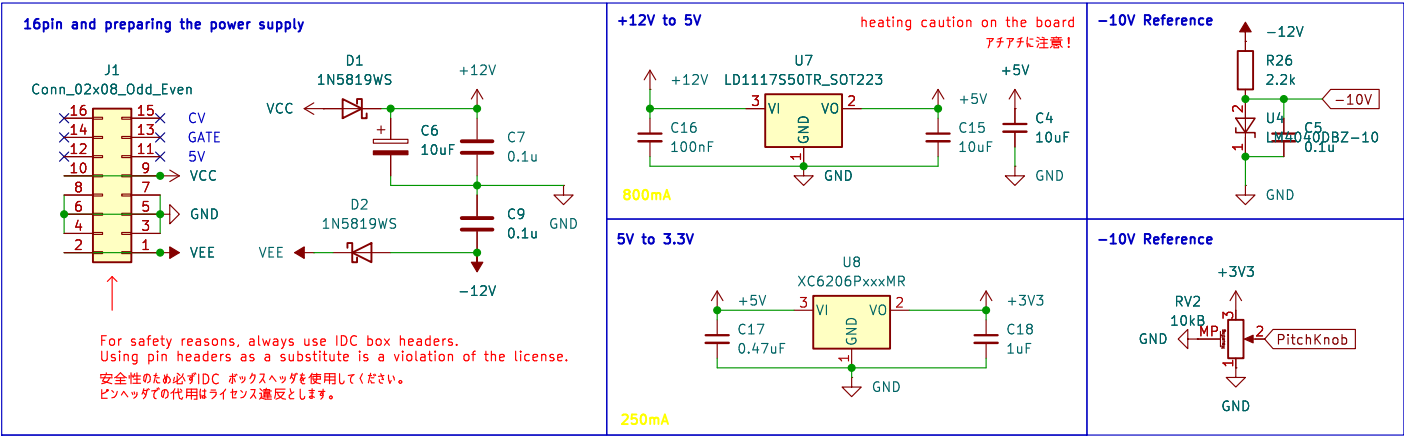 16pin and preparing the power supply
J1
Conn_02x08_Odd_Even
16 15 CV
14 13 GATE
12 11 5V
10 9 VCC
8 7
6 5 GND
4 3
2 1 VEE
D1
1N5819WS
VCC
+12V
+
C6
10uF
C7
0.1u
GND
D2
1N5819WS
VEE
C9
0.1u
-12V
For safety reasons, always use IDC box headers.
Using pin headers as a substitute is a violation of the license.
安全性のため必ずIDC ボックスヘッダを使用してください。
ピンヘッダでの代用はライセンス違反とします。
+12V to 5V
heating caution on the board
アチアチに注意！
U7
LD1117S50TR_SOT223
+12V
3 VI VO 2
GND
1
+5V
C16
100nF
C15
10uF
GND
+5V
C4
10uF
GND
800mA
5V to 3.3V
U8
XC6206PxxxMR
+5V
3 VI VO 2
GND
1
+3V3
C17
0.47uF
C18
1uF
GND
250mA
-10V Reference
-12V
R26
2.2k
-10V
2
U4
LM4040DBZ-10
1
C5
0.1u
GND
-10V Reference
+3V3
RV2
10kB
3
GND
MP
2
PitchKnob
1
GND